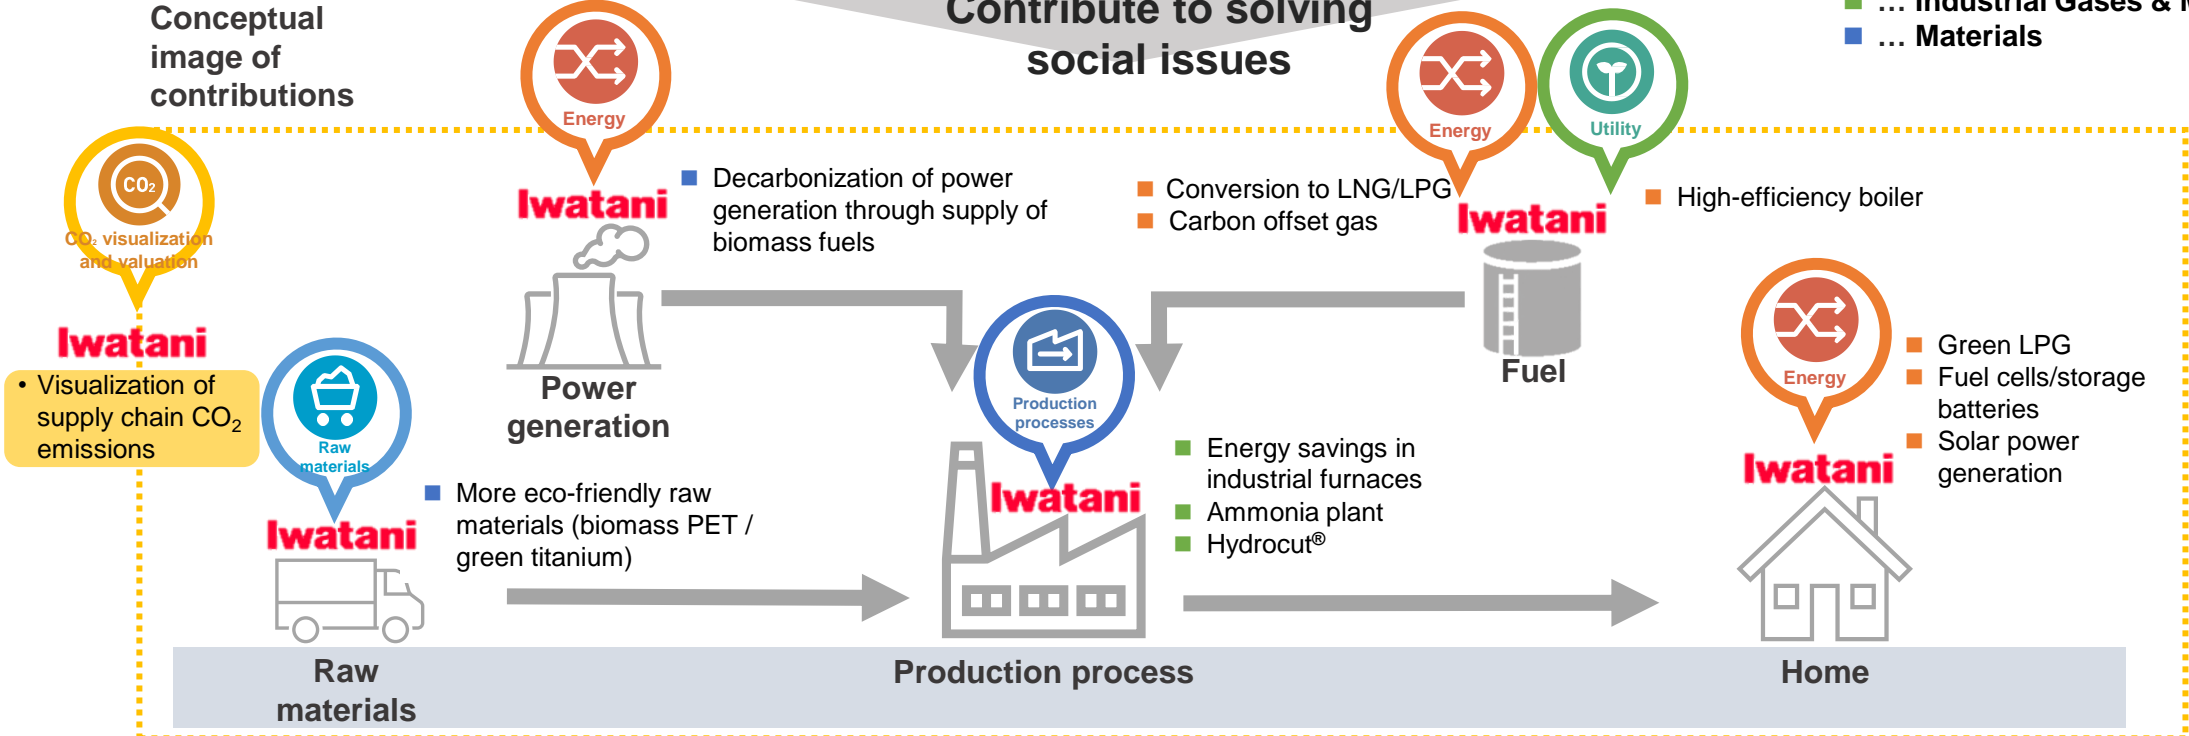 Conceptual
image of
contributions
Contribute to solving
social issues
... Industrial Gases &
... Materials
Energy
Energy
Utility
CO₂
CO₂ visualization
and valuation
Iwatani
• Visualization of
supply chain CO₂
emissions
Iwatani
Decarbonization of power
generation through supply of
biomass fuels
Conversion to LNG/LPG
Carbon offset gas
Iwatani
High-efficiency boiler
Power
generation
Fuel
Raw
materials
Iwatani
More eco-friendly raw
materials (biomass PET /
green titanium)
Production
processes
Iwatani
Energy savings in
industrial furnaces
Ammonia plant
Hydrocut®
Energy
Iwatani
Green LPG
Fuel cells/storage
batteries
Solar power
generation
Raw
materials
Production process
Home